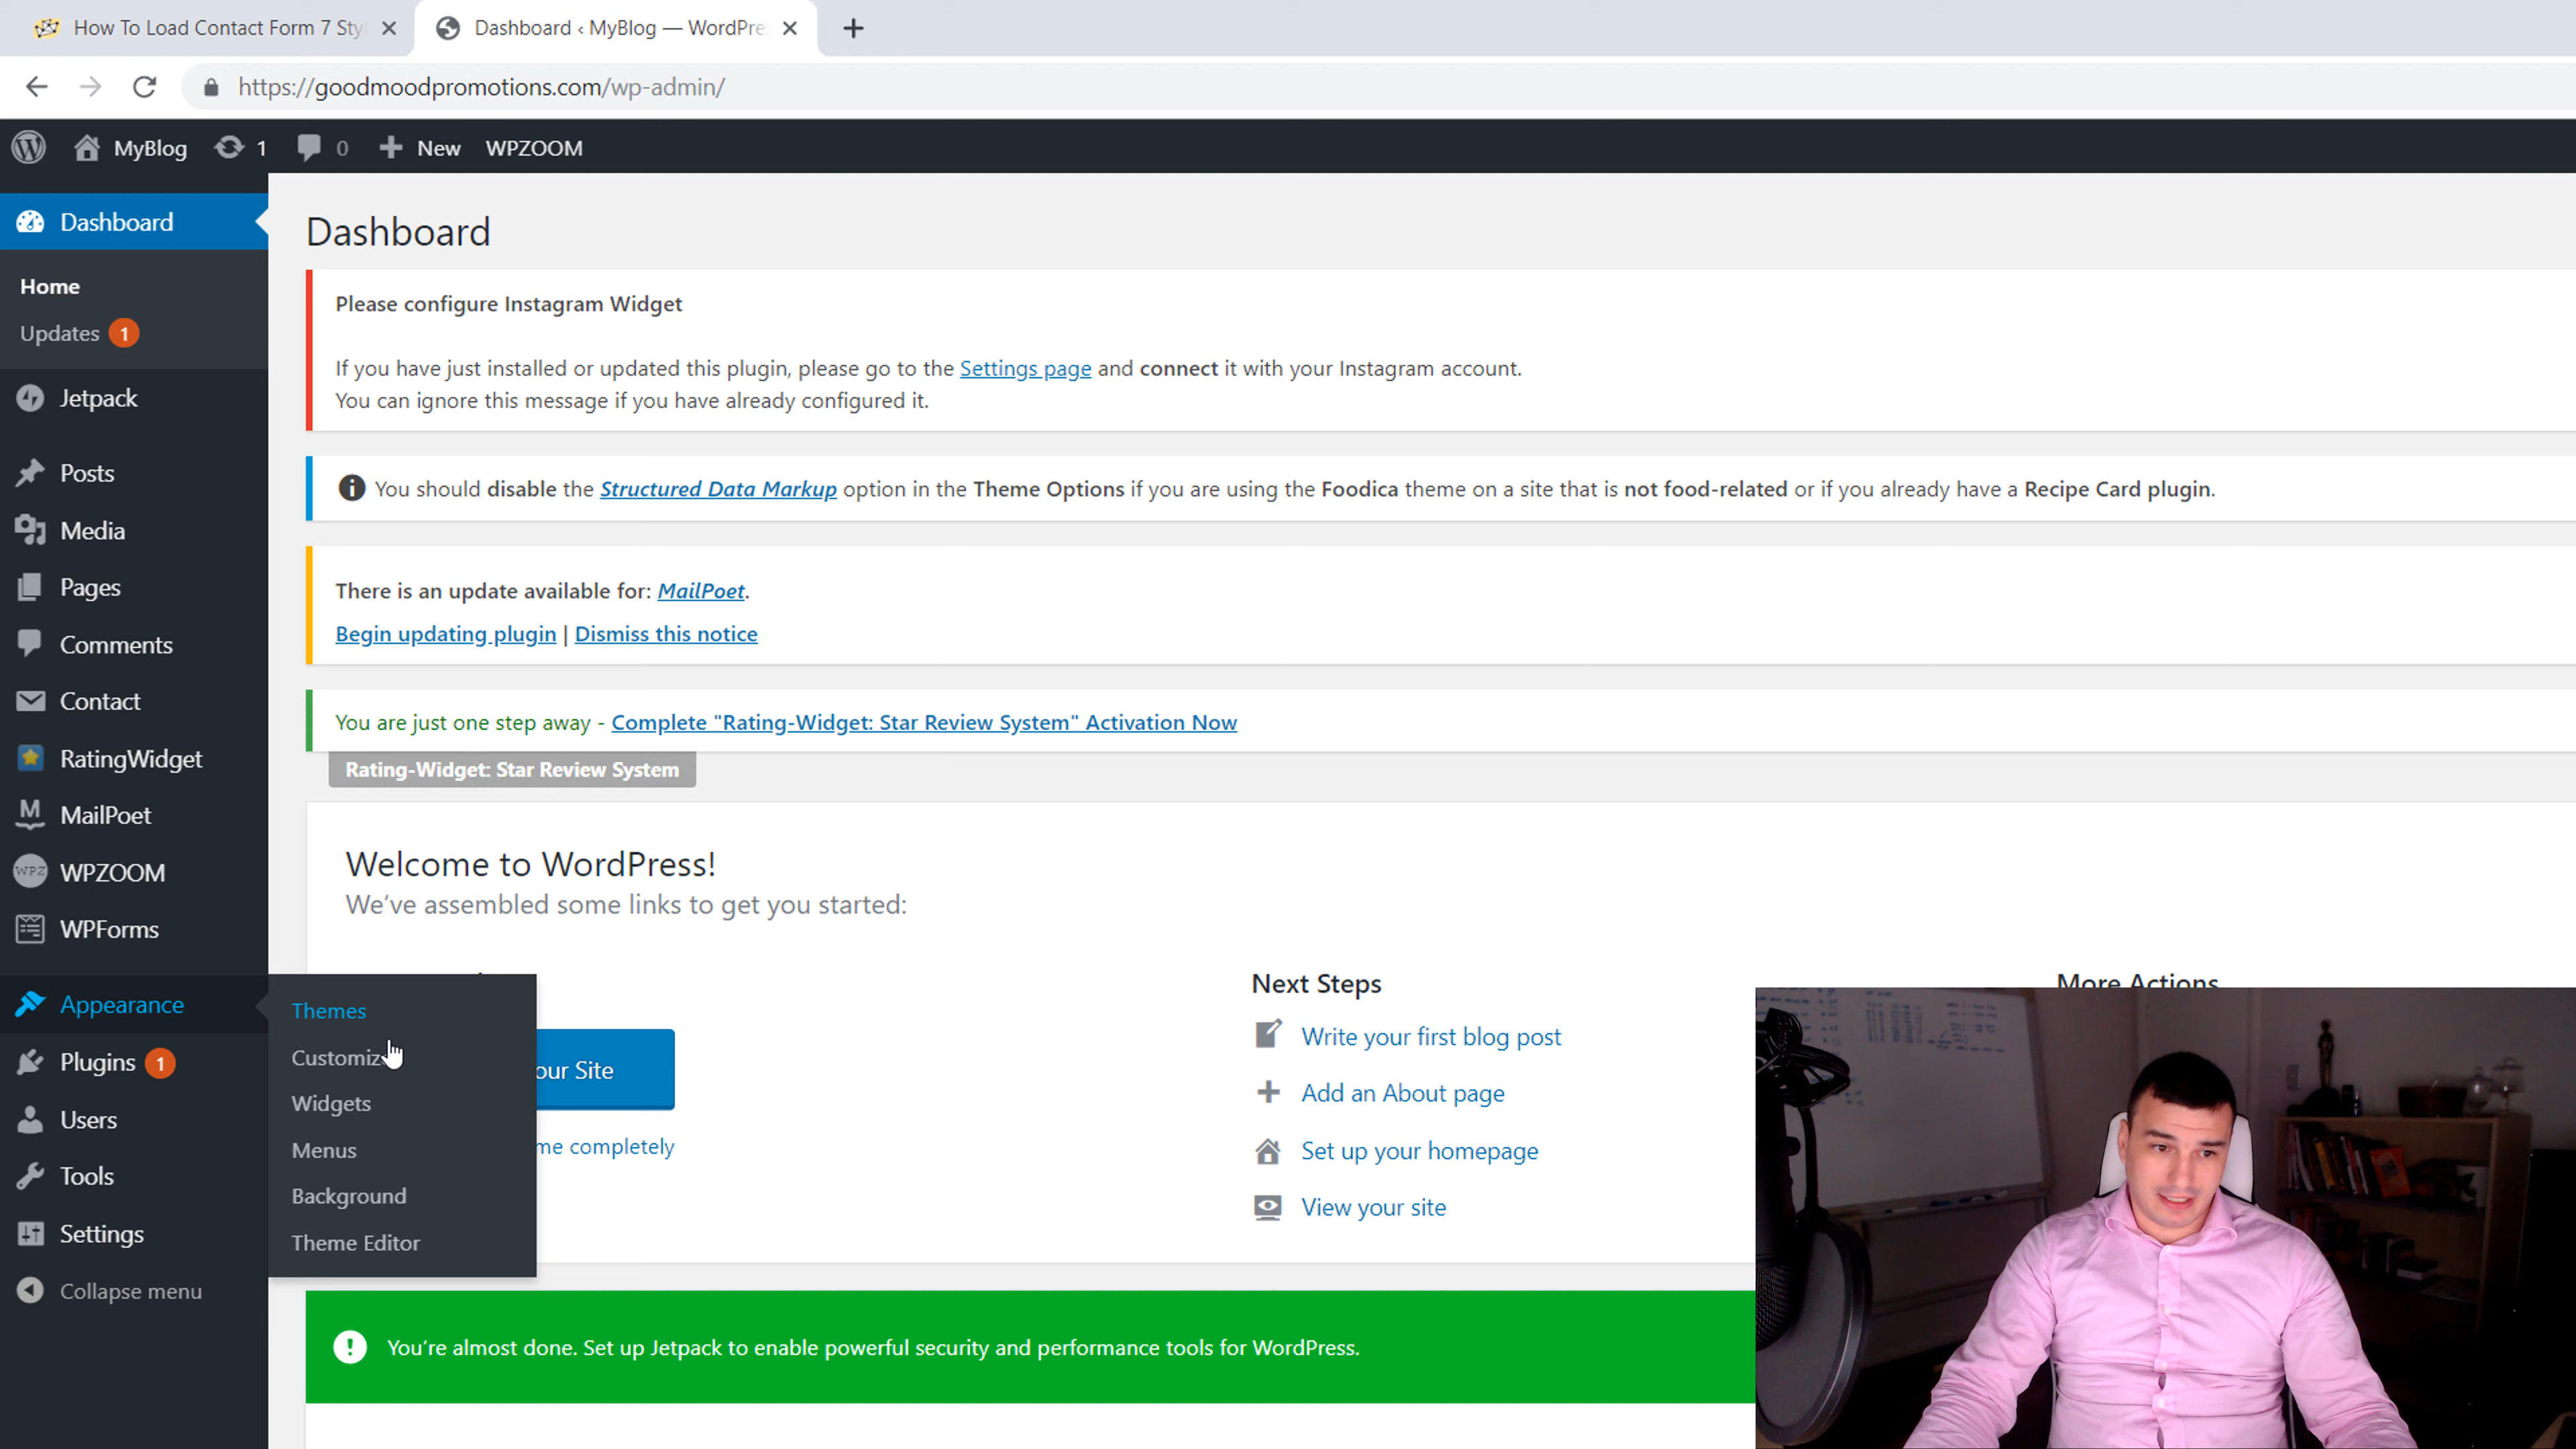 How To Load Contact Form 7 Sty
Dashboard ‹ MyBlog — WordPre
https://goodmoodpromotions.com/wp-admin/
MyBlog 1 0 New WPZOOM
Dashboard
Home
Updates 1
Jetpack
Posts
Media
Pages
Comments
Contact
RatingWidget
MailPoet
WPZOOM
WPForms
Appearance
Plugins 1
Users
Tools
Settings
Collapse menu
Themes
Customiz
Widgets
Menus
Background
Theme Editor
Dashboard
Please configure Instagram Widget
If you have just installed or updated this plugin, please go to the Settings page and connect it with your Instagram account.
You can ignore this message if you have already configured it.
You should disable the Structured Data Markup option in the Theme Options if you are using the Foodica theme on a site that is not food-related or if you already have a Recipe Card plugin.
There is an update available for: MailPoet.
Begin updating plugin | Dismiss this notice
You are just one step away - Complete "Rating-Widget: Star Review System" Activation Now
Rating-Widget: Star Review System
Welcome to WordPress!
We've assembled some links to get you started:
our Site
me completely
Next Steps
Write your first blog post
Add an About page
Set up your homepage
View your site
More Actions
You're almost done. Set up Jetpack to enable powerful security and performance tools for WordPress.